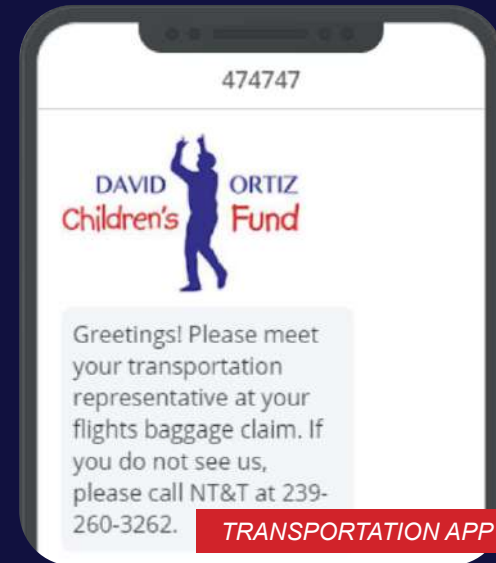 474747
DAVID ORTIZ
Children's Fund
Greetings! Please meet
your transportation
representative at your
flights baggage claim. If
you do not see us,
please call NT&T at 239-
260-3262.
TRANSPORTATION APP